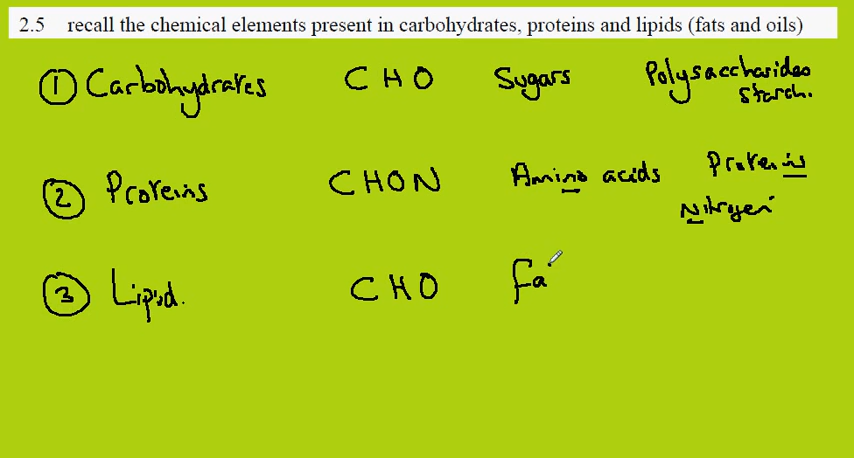 2.5 recall the chemical elements present in carbohydrates, proteins and lipids (fats and oils)
① Carbohydrates CHO Sugars Polysaccharides
starch.
② Proteins CHON Amino acids Proteins
Nitrogen
③ Lipid. CHO Fa